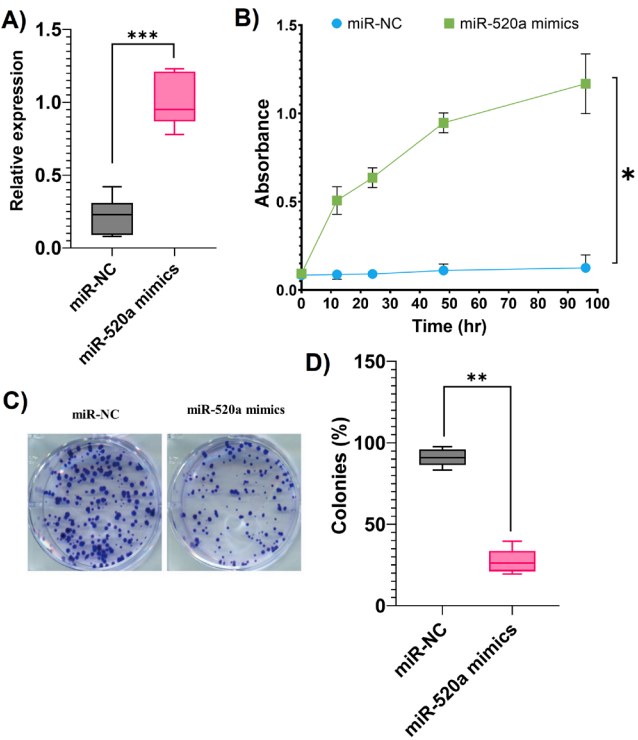 A)
1.5
1.0
0.5
0.0
Relative expression
***
miR-NC
miR-520a mimics
B)
miR-NC
miR-520a mimics
1.5
1.0
0.5
0.0
Absorbance
*
0 10 20 30 40 50 60 70 80 90 100
Time (hr)
C)
miR-NC
miR-520a mimics
D)
150
100
50
0
Colonies (%)
**
miR-NC
miR-520a mimics